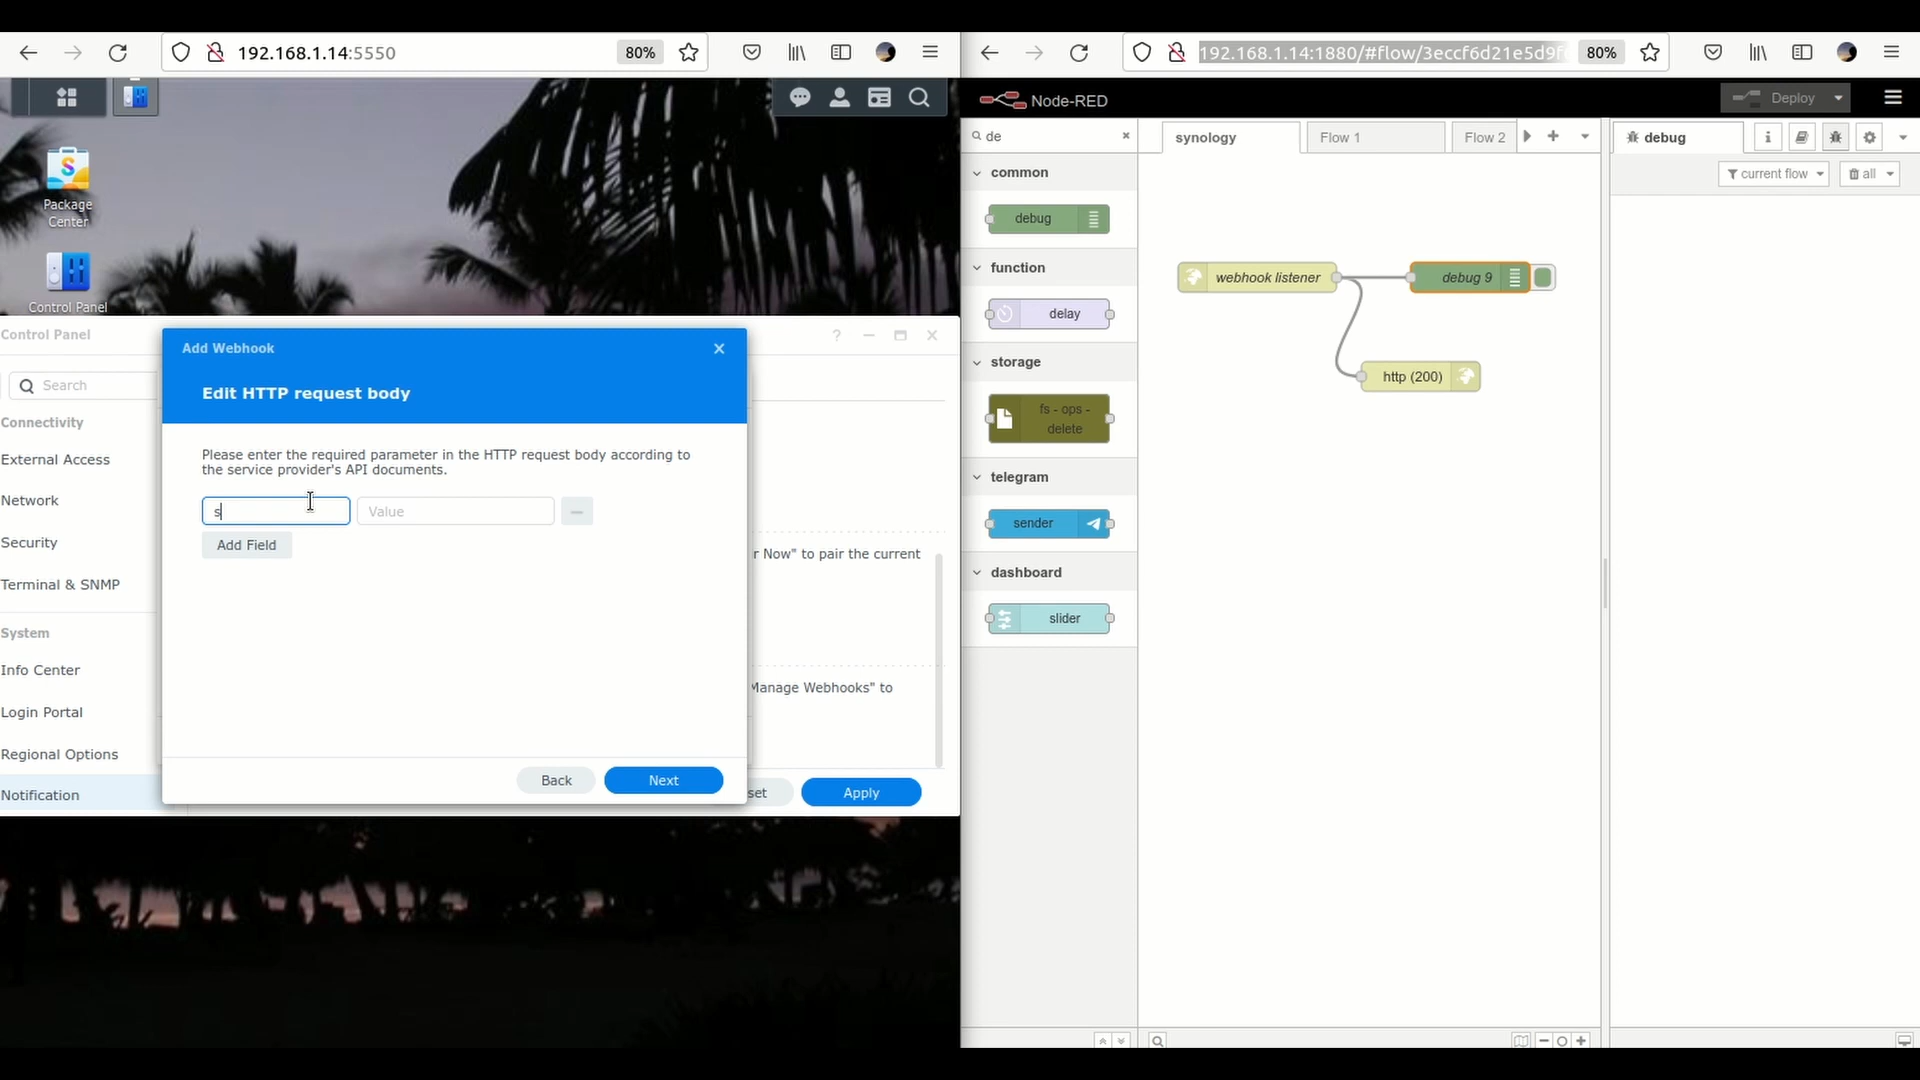 192.168.1.14:5550
80%
Package
Center
Control Panel
Control Panel
?
Search
Connectivity
External Access
Network
Security
Terminal & SNMP
System
Info Center
Login Portal
Regional Options
Notification
Add Webhook
Edit HTTP request body
Please enter the required parameter in the HTTP request body according to
the service provider's API documents.
s
Value
Add Field
Back
Next
r Now" to pair the current
Manage Webhooks" to
set
Apply
192.168.1.14:1880/#flow/3eccf6d21e5d9f
80%
Node-RED
Deploy
de
common
debug
function
delay
storage
fs - ops -
delete
telegram
sender
dashboard
slider
synology
Flow 1
Flow 2
webhook listener
debug 9
http (200)
debug
i
current flow
all